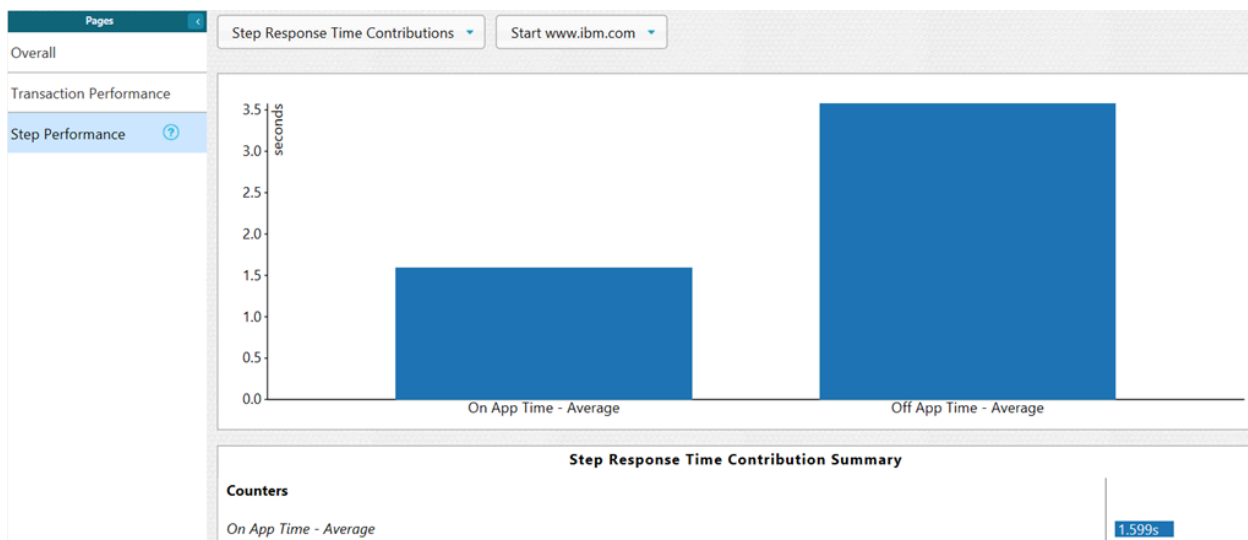 Pages
Overall
Transaction Performance
Step Performance ?
Step Response Time Contributions
Start www.ibm.com
3.5
seconds
3.0
2.5
2.0
1.5
1.0
0.5
0.0
On App Time - Average
Off App Time - Average
Step Response Time Contribution Summary
Counters
On App Time - Average 1.599s